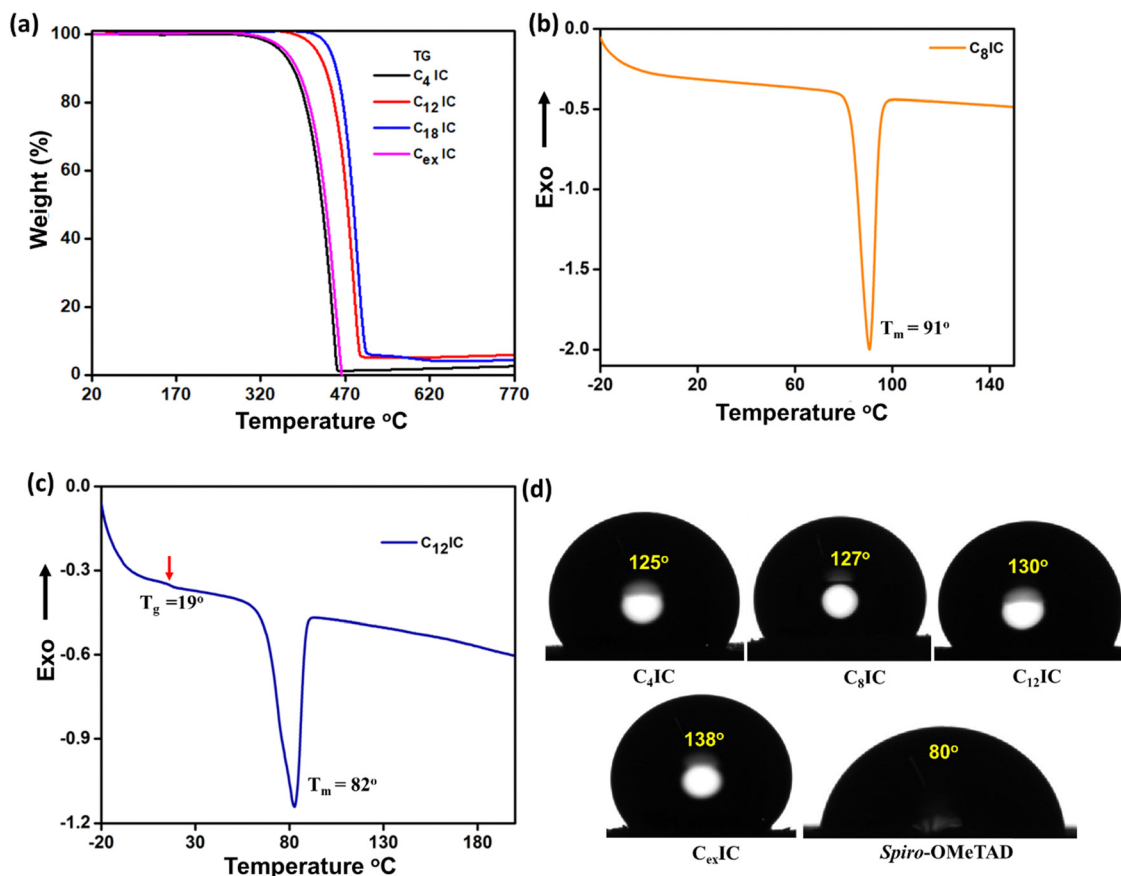 (a)
TG
C₄ IC
C₁₂ IC
C₁₈ IC
Cₑₓ IC
Weight (%)
100
80
60
40
20
0
20 170 320 470 620 770
Temperature °C
(b)
C₈IC
Exo
0.0
-0.5
-1.0
-1.5
-2.0
Tₘ = 91°
-20 20 60 100 140
Temperature °C
(c)
C₁₂IC
Exo
0.0
-0.3
-0.6
-0.9
-1.2
T_g =19°
Tₘ = 82°
-20 30 80 130 180
Temperature °C
(d)
125° 127° 130°
C₄IC C₈IC C₁₂IC
138° 80°
CₑₓIC Spiro-OMeTAD